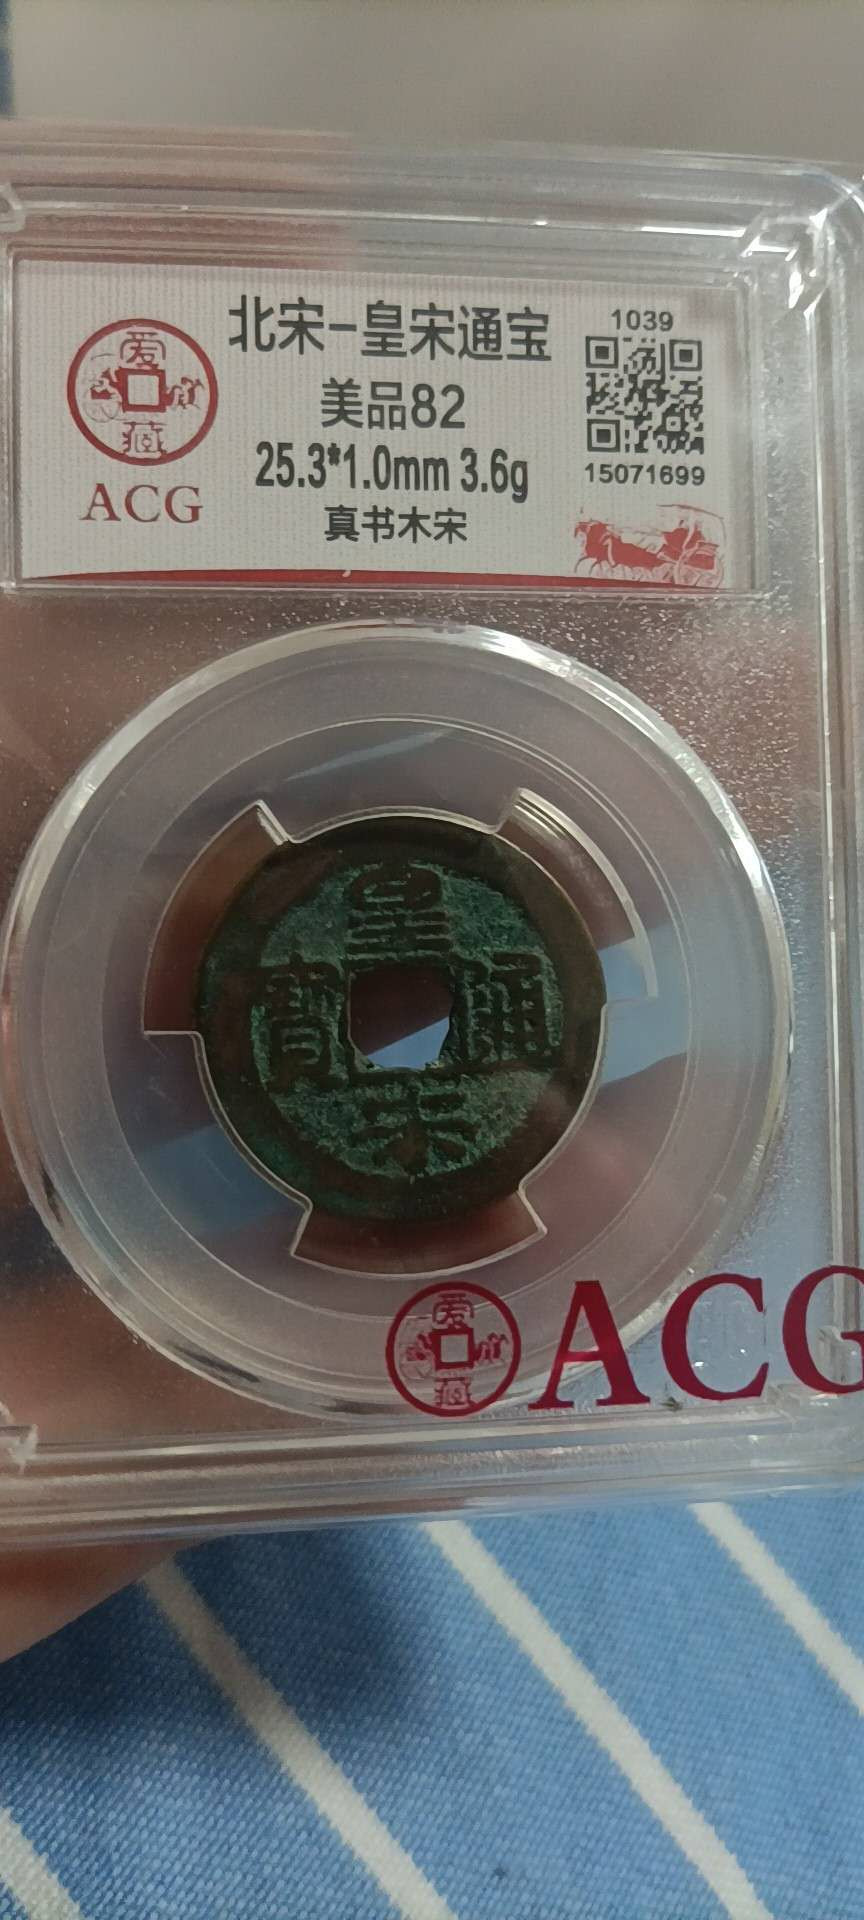 北宋-皇宋通宝
美品82
25.3*1.0mm 3.6g
真书木宋
1039
15071699
爱
藏
ACG
皇
寶 通
宋
爱
藏
ACG